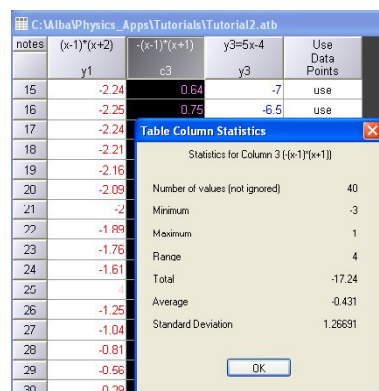 C:\Alba\Physics_Apps\Tutorials\Tutorial2.atb
notes (x-1)*(x+2) -(x-1)*(x+1) y3=5x-4 Use Data Points
y1 c3 y3
15 -2.24 0.64 -7 use
16 -2.25 0.75 -6.5 use
17 -2.24
18 -2.21
19 -2.16
20 -2.09
21 -2
22 -1.89
23 -1.76
24 -1.61
25 4
26 -1.25
27 -1.04
28 -0.81
29 -0.56
30 0.29
Table Column Statistics
Statistics for Column 3 (-(x-1)*(x+1))
Number of values (not ignored) 40
Minimum -3
Maximum 1
Range 4
Total -17.24
Average -0.431
Standard Deviation 1.26691
OK